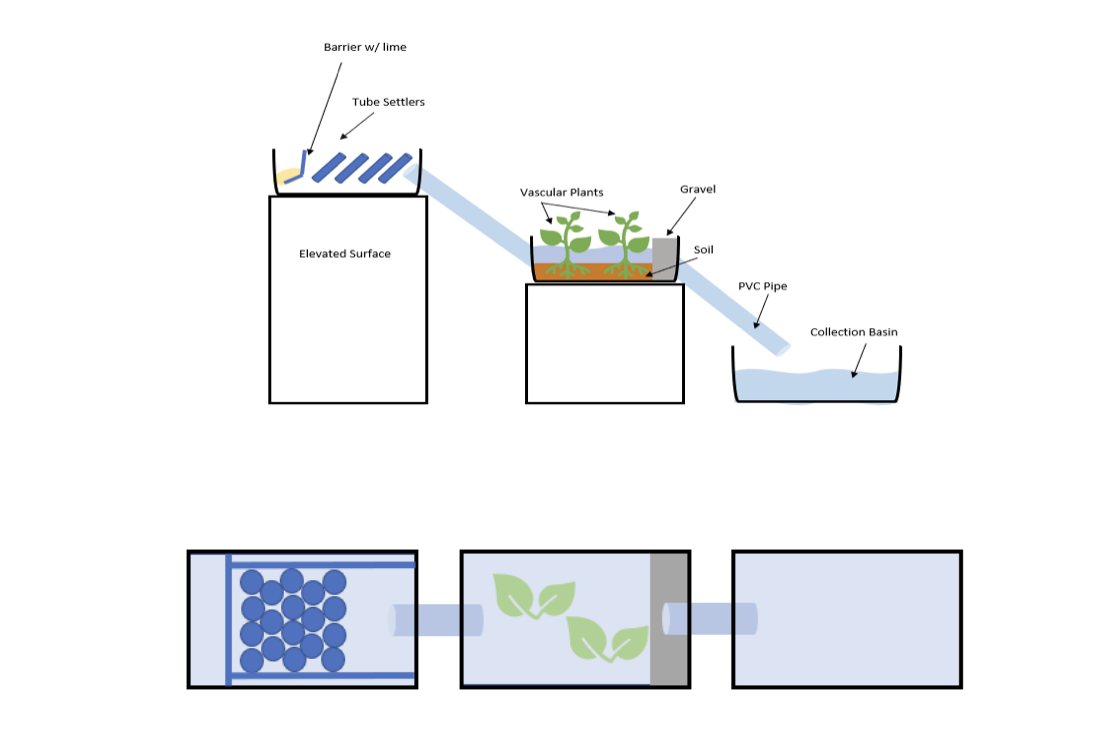 Barrier w/ lime
Tube Settlers
Vascular Plants
Gravel
Elevated Surface
Soil
PVC Pipe
Collection Basin